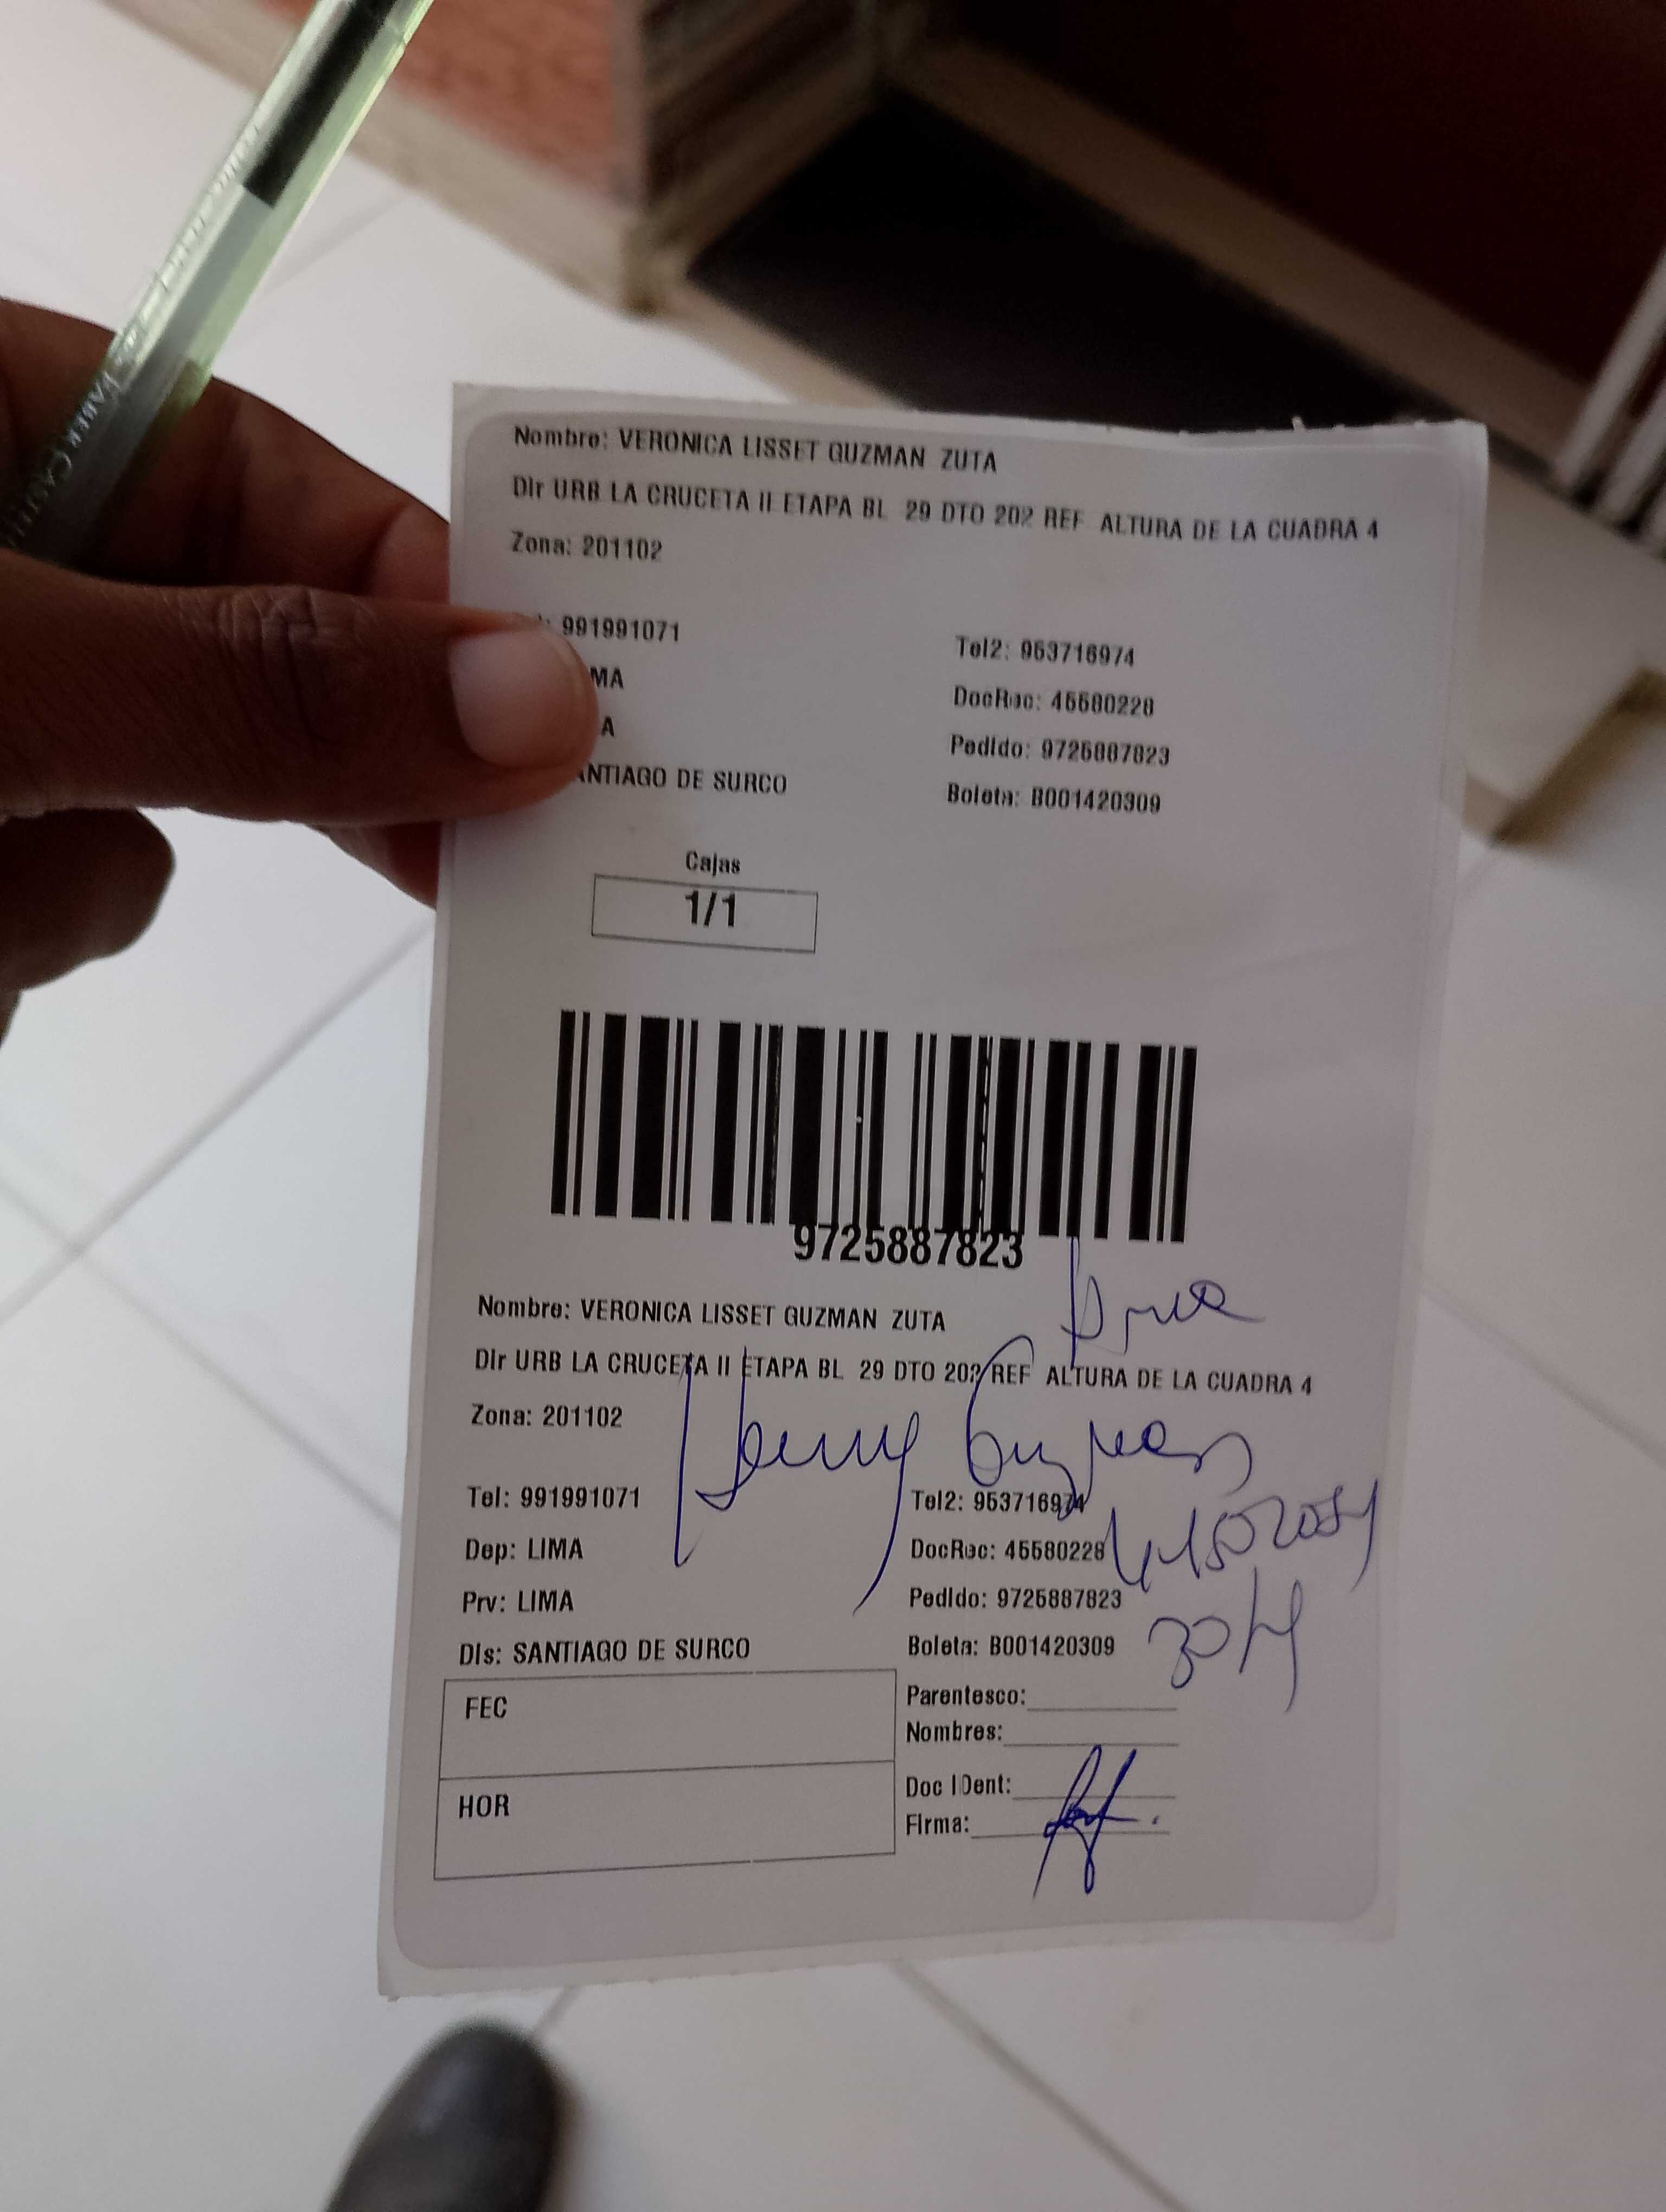 FABER CASTELL
Nombre: VERONICA LISSET GUZMAN ZUTA
Dir URB LA CRUCETA II ETAPA BL 29 DTO 202 REF ALTURA DE LA CUADRA 4
Zona: 201102
: 991991071 Tel2: 953716974
MA DocRec: 45580228
A Pedido: 9725887823
ANTIAGO DE SURCO Boleta: B001420309
Cajas
1/1
9725887823
Nombre: VERONICA LISSET GUZMAN ZUTA
Dir URB LA CRUCETA II ETAPA BL 29 DTO 202 REF ALTURA DE LA CUADRA 4
Zona: 201102
Guzman
Tel: 991991071 Tel2: 953716974
Dep: LIMA DocRec: 45580228
Prv: LIMA Pedido: 9725887823
Dis: SANTIAGO DE SURCO Boleta: B001420309
FEC Parentesco:
Nombres:
HOR Doc IDent:
Firma: